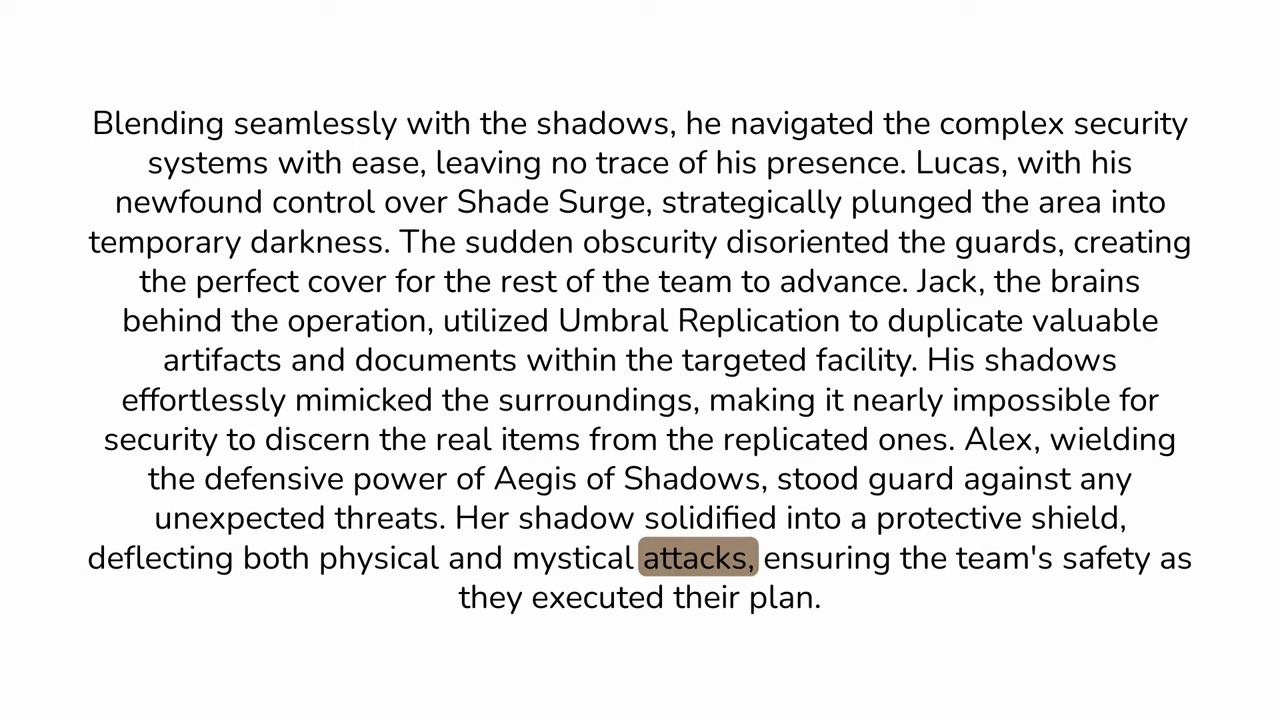 Blending seamlessly with the shadows, he navigated the complex security
systems with ease, leaving no trace of his presence. Lucas, with his
newfound control over Shade Surge, strategically plunged the area into
temporary darkness. The sudden obscurity disoriented the guards, creating
the perfect cover for the rest of the team to advance. Jack, the brains
behind the operation, utilized Umbral Replication to duplicate valuable
artifacts and documents within the targeted facility. His shadows
effortlessly mimicked the surroundings, making it nearly impossible for
security to discern the real items from the replicated ones. Alex, wielding
the defensive power of Aegis of Shadows, stood guard against any
unexpected threats. Her shadow solidified into a protective shield,
deflecting both physical and mystical attacks, ensuring the team's safety as
they executed their plan.